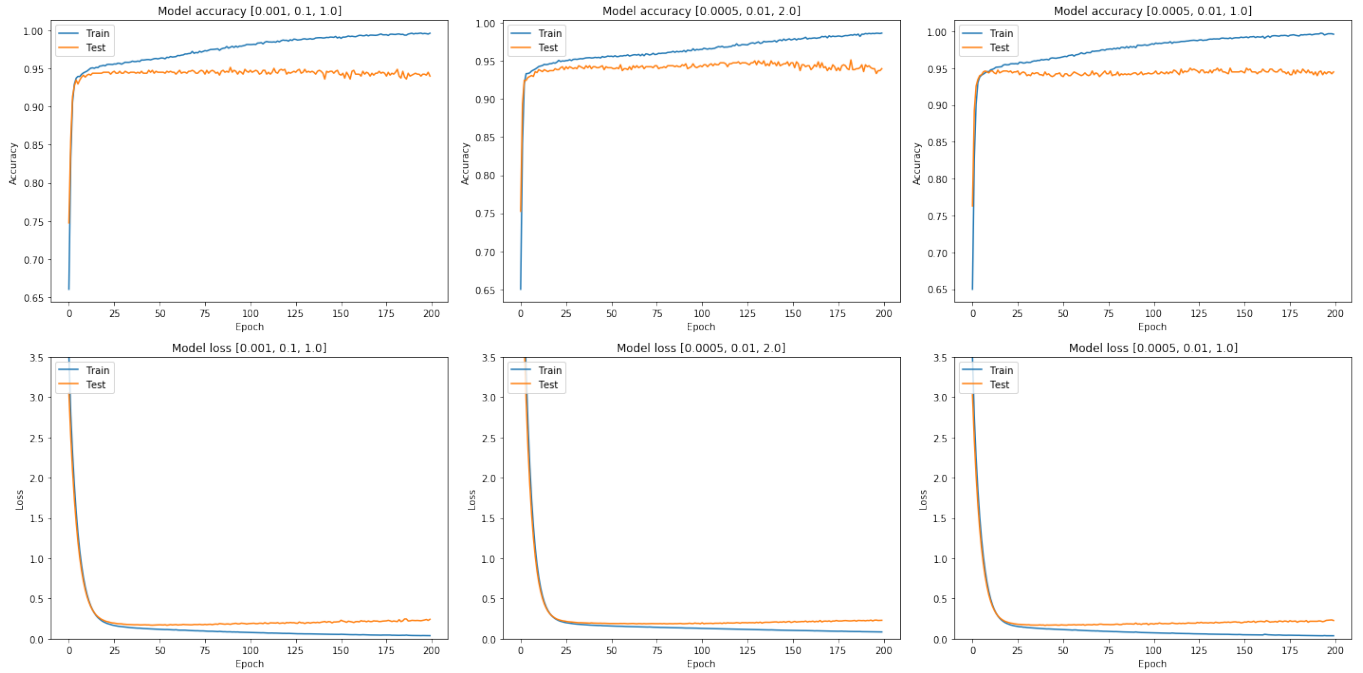 Model accuracy [0.001, 0.1, 1.0]
1.00
0.95
0.90
0.85
0.80
0.75
0.70
0.65
Accuracy
Train
Test
0 25 50 75 100 125 150 175 200
Epoch
Model accuracy [0.0005, 0.01, 2.0]
1.00
0.95
0.90
0.85
0.80
0.75
0.70
0.65
Accuracy
Train
Test
0 25 50 75 100 125 150 175 200
Epoch
Model accuracy [0.0005, 0.01, 1.0]
1.00
0.95
0.90
0.85
0.80
0.75
0.70
0.65
Accuracy
Train
Test
0 25 50 75 100 125 150 175 200
Epoch
Model loss [0.001, 0.1, 1.0]
3.5
3.0
2.5
2.0
1.5
1.0
0.5
0.0
Loss
Train
Test
0 25 50 75 100 125 150 175 200
Epoch
Model loss [0.0005, 0.01, 2.0]
3.5
3.0
2.5
2.0
1.5
1.0
0.5
0.0
Loss
Train
Test
0 25 50 75 100 125 150 175 200
Epoch
Model loss [0.0005, 0.01, 1.0]
3.5
3.0
2.5
2.0
1.5
1.0
0.5
0.0
Loss
Train
Test
0 25 50 75 100 125 150 175 200
Epoch